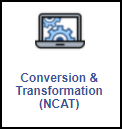 Conversion &
Transformation
(NCAT)